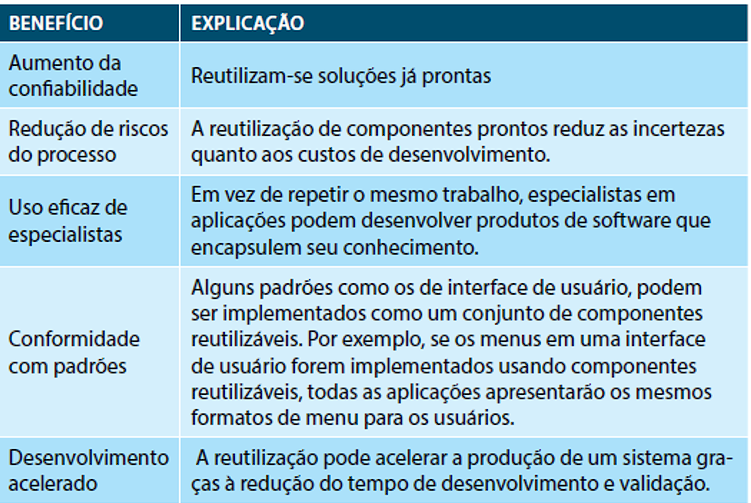 BENEFÍCIO EXPLICAÇÃO
Aumento da
confiabilidade
Reutilizam-se soluções já prontas
Redução de riscos
do processo
A reutilização de componentes prontos reduz as incertezas
quanto aos custos de desenvolvimento.
Uso eficaz de
especialistas
Em vez de repetir o mesmo trabalho, especialistas em
aplicações podem desenvolver produtos de software que
encapsulem seu conhecimento.
Conformidade
com padrões
Alguns padrões como os de interface de usuário, podem
ser implementados como um conjunto de componentes
reutilizáveis. Por exemplo, se os menus em uma interface
de usuário forem implementados usando componentes
reutilizáveis, todas as aplicações apresentarão os mesmos
formatos de menu para os usuários.
Desenvolvimento
acelerado
A reutilização pode acelerar a produção de um sistema gra-
ças à redução do tempo de desenvolvimento e validação.